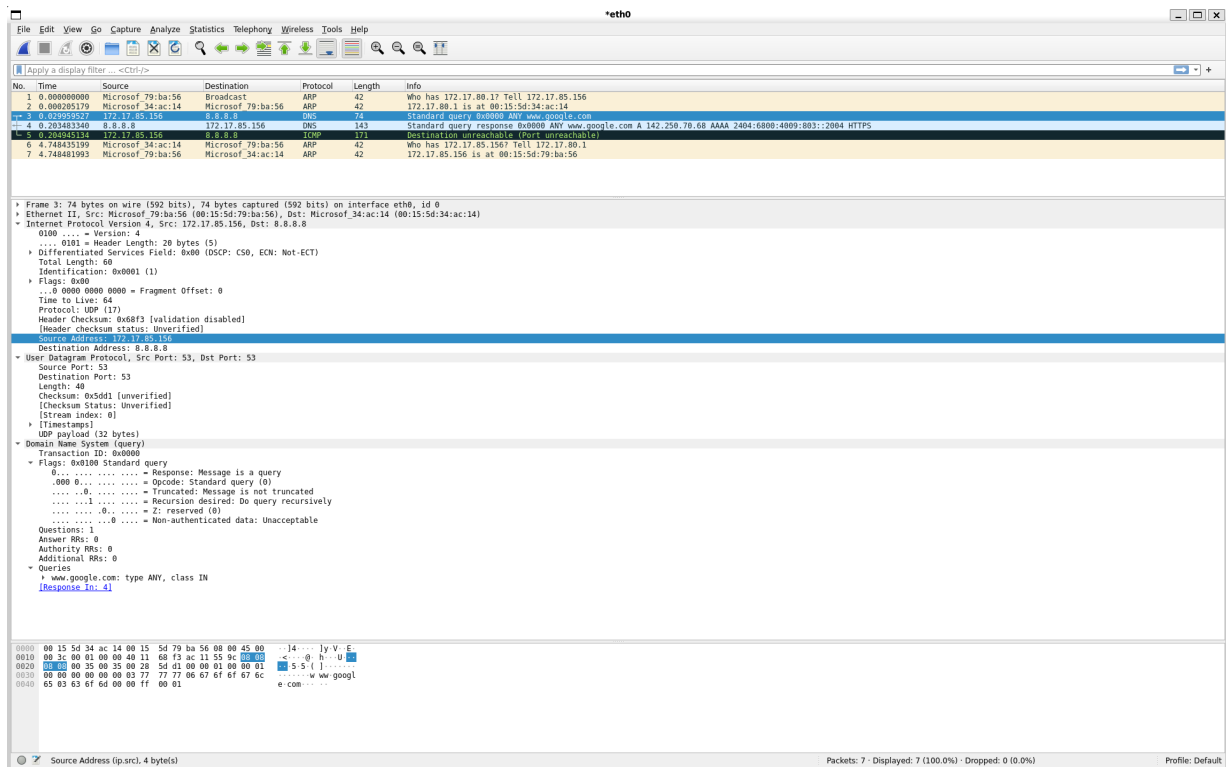 *eth0
File Edit View Go Capture Analyze Statistics Telephony Wireless Tools Help
Apply a display filter ... <Ctrl-/>
No. Time Source Destination Protocol Length Info
1 0.000000000 Microsof_79:ba:56 Broadcast ARP 42 Who has 172.17.80.1? Tell 172.17.85.156
2 0.000205179 Microsof_34:ac:14 Microsof_79:ba:56 ARP 42 172.17.80.1 is at 00:15:5d:34:ac:14
3 0.029959527 172.17.85.156 8.8.8.8 DNS 74 Standard query 0x0000 ANY www.google.com
4 0.203483340 8.8.8.8 172.17.85.156 DNS 143 Standard query response 0x0000 ANY www.google.com A 142.250.70.68 AAAA 2404:6800:4009:803::2004 HTTPS
5 0.204945134 172.17.85.156 8.8.8.8 ICMP 171 Destination unreachable (Port unreachable)
6 4.748435199 Microsof_34:ac:14 Microsof_79:ba:56 ARP 42 Who has 172.17.85.156? Tell 172.17.80.1
7 4.748481993 Microsof_79:ba:56 Microsof_34:ac:14 ARP 42 172.17.85.156 is at 00:15:5d:79:ba:56
Frame 3: 74 bytes on wire (592 bits), 74 bytes captured (592 bits) on interface eth0, id 0
Ethernet II, Src: Microsof_79:ba:56 (00:15:5d:79:ba:56), Dst: Microsof_34:ac:14 (00:15:5d:34:ac:14)
Internet Protocol Version 4, Src: 172.17.85.156, Dst: 8.8.8.8
0100 .... = Version: 4
.... 0101 = Header Length: 20 bytes (5)
Differentiated Services Field: 0x00 (DSCP: CS0, ECN: Not-ECT)
Total Length: 60
Identification: 0x0001 (1)
Flags: 0x00
...0 0000 0000 0000 = Fragment Offset: 0
Time to Live: 64
Protocol: UDP (17)
Header Checksum: 0x68f3 [validation disabled]
[Header checksum status: Unverified]
Source Address: 172.17.85.156
Destination Address: 8.8.8.8
User Datagram Protocol, Src Port: 53, Dst Port: 53
Source Port: 53
Destination Port: 53
Length: 40
Checksum: 0x5dd1 [unverified]
[Checksum Status: Unverified]
[Stream index: 0]
[Timestamps]
UDP payload (32 bytes)
Domain Name System (query)
Transaction ID: 0x0000
Flags: 0x0100 Standard query
0... .... .... .... = Response: Message is a query
.000 0... .... .... = Opcode: Standard query (0)
.... ..0. .... .... = Truncated: Message is not truncated
.... ...1 .... .... = Recursion desired: Do query recursively
.... .... .0.. .... = Z: reserved (0)
.... .... ...0 .... = Non-authenticated data: Unacceptable
Questions: 1
Answer RRs: 0
Authority RRs: 0
Additional RRs: 0
Queries
www.google.com: type ANY, class IN
[Response In: 4]
0000 00 15 5d 34 ac 14 00 15 5d 79 ba 56 08 00 45 00 ··]4···· ]y·V··E·
0010 00 3c 00 01 00 00 40 11 68 f3 ac 11 55 9c 08 08 ·<····@· h···U···
0020 08 08 00 35 00 35 00 28 5d d1 00 00 01 00 00 01 ···5·5·( ]·······
0030 00 00 00 00 00 00 03 77 77 77 06 67 6f 6f 67 6c ·······w ww·googl
0040 65 03 63 6f 6d 00 00 ff 00 01 e·com··· ··
Source Address (ip.src), 4 byte(s)
Packets: 7 · Displayed: 7 (100.0%) · Dropped: 0 (0.0%)
Profile: Default